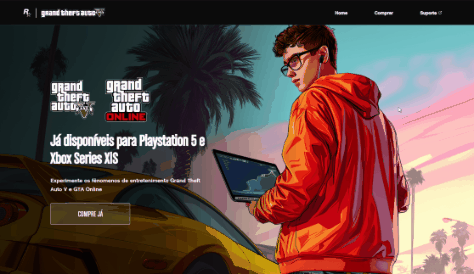 R
grand theft auto
Home
Comprar
Suporte
grand theft auto V
grand theft auto ONLINE
Já disponíveis para Playstation 5 e
Xbox Series X|S
Experimente os fenômenos de entretenimento Grand Theft
Auto V e GTA Online
COMPRE JÁ